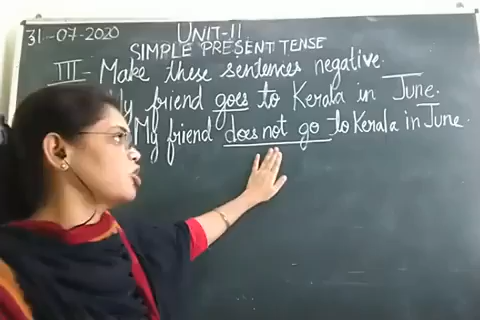 31-07-2020
UNIT-II
SIMPLE PRESENT TENSE
III- Make these sentences negative.
My friend goes to Kerala in June.
My friend does not go to Kerala in June.